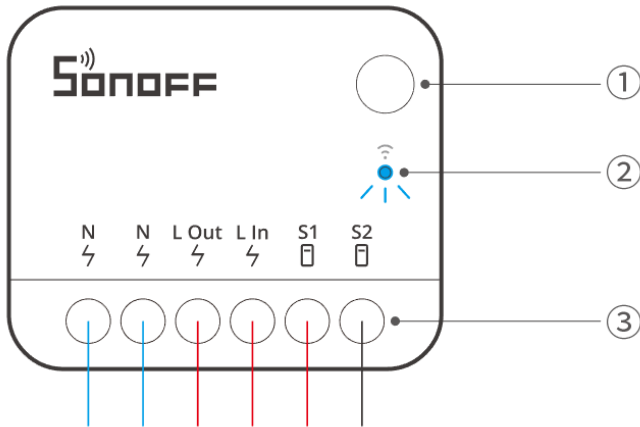 SONOFF
①
②
N N L Out L In S1 S2
③